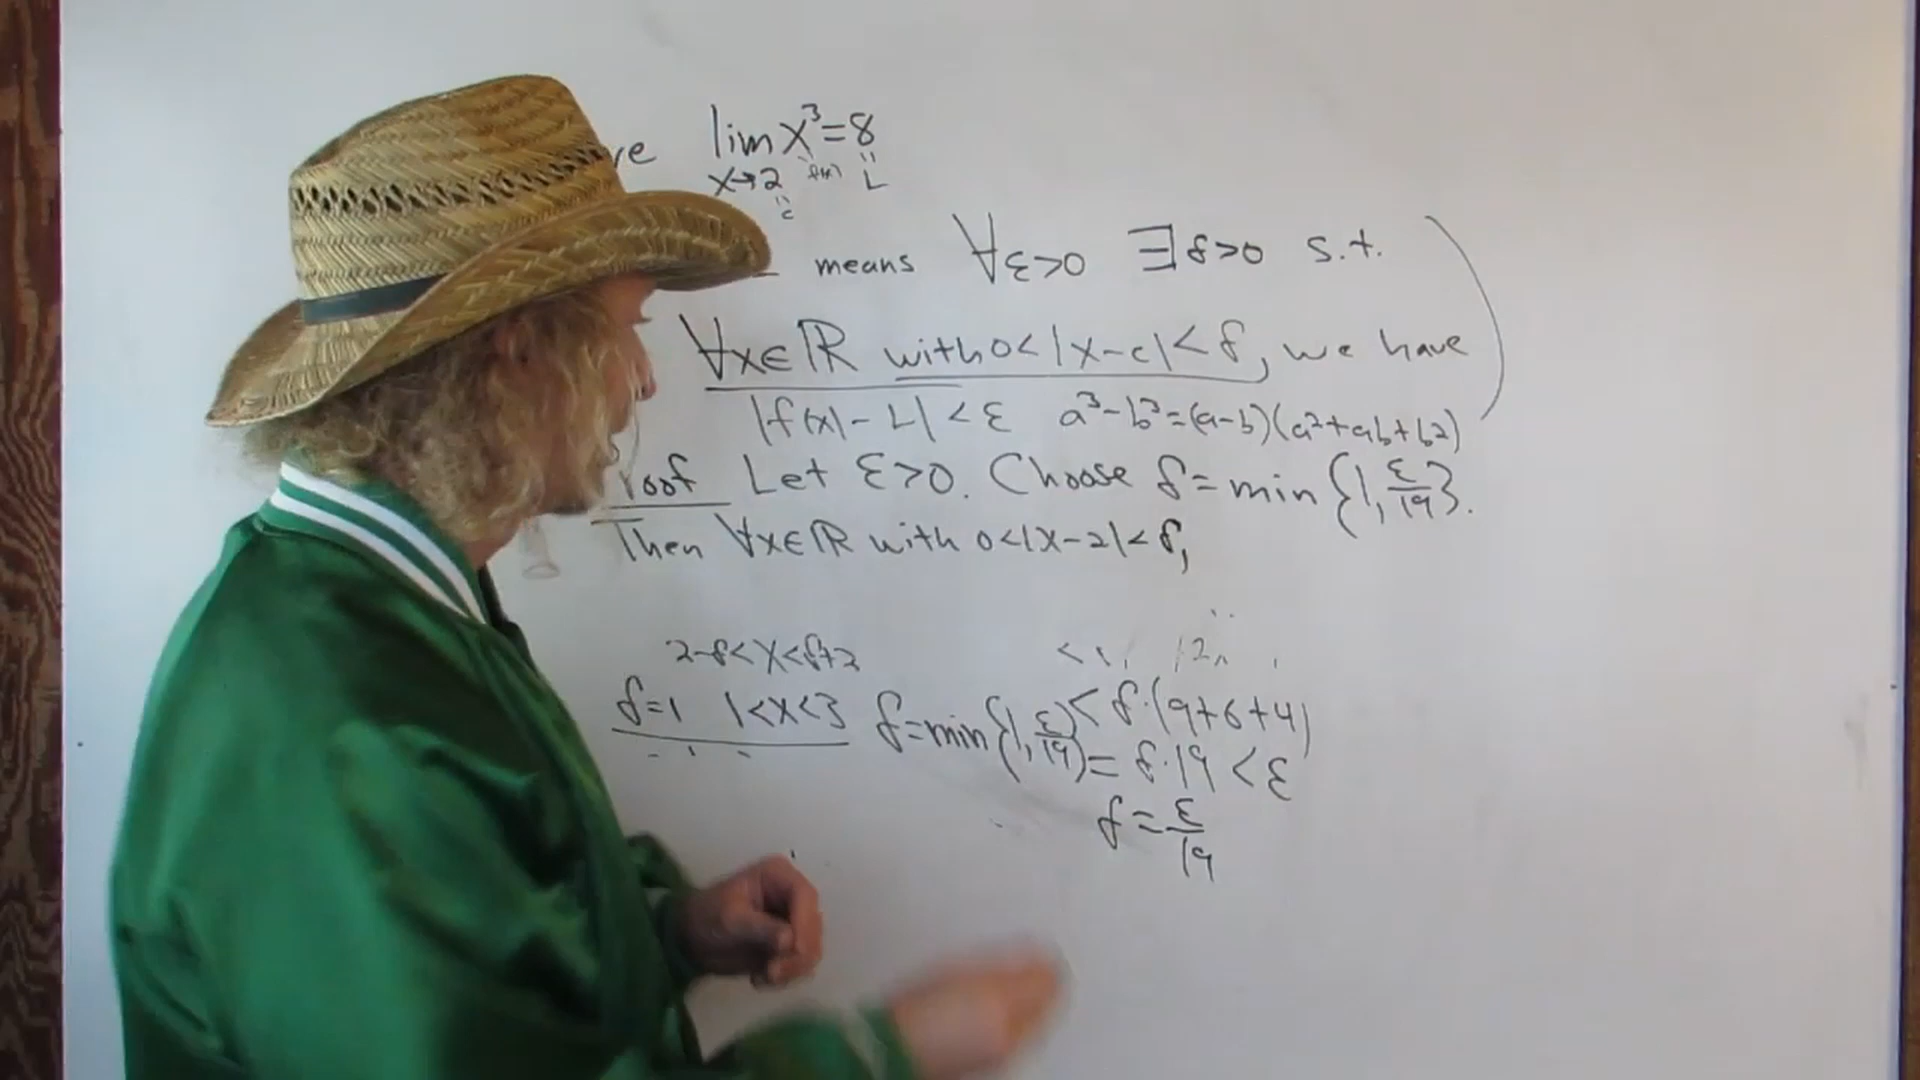 lim x³ = 8
x→2 f(x) L
c
means ∀ε>0 ∃δ>0 s.t.
∀x∈ℝ with 0<|x-c|<δ, we have
|f(x)-L|<ε a³-b³=(a-b)(a²+ab+b²)
roof Let ε>0. Choose δ=min{1, ε/19}.
Then ∀x∈ℝ with 0<|x-2|<δ,
2-δ<x<δ+2
δ=1 1<x<3 δ=min{1, ε/19} <δ·(9+6+4)
= δ·19 < ε
δ = ε/19